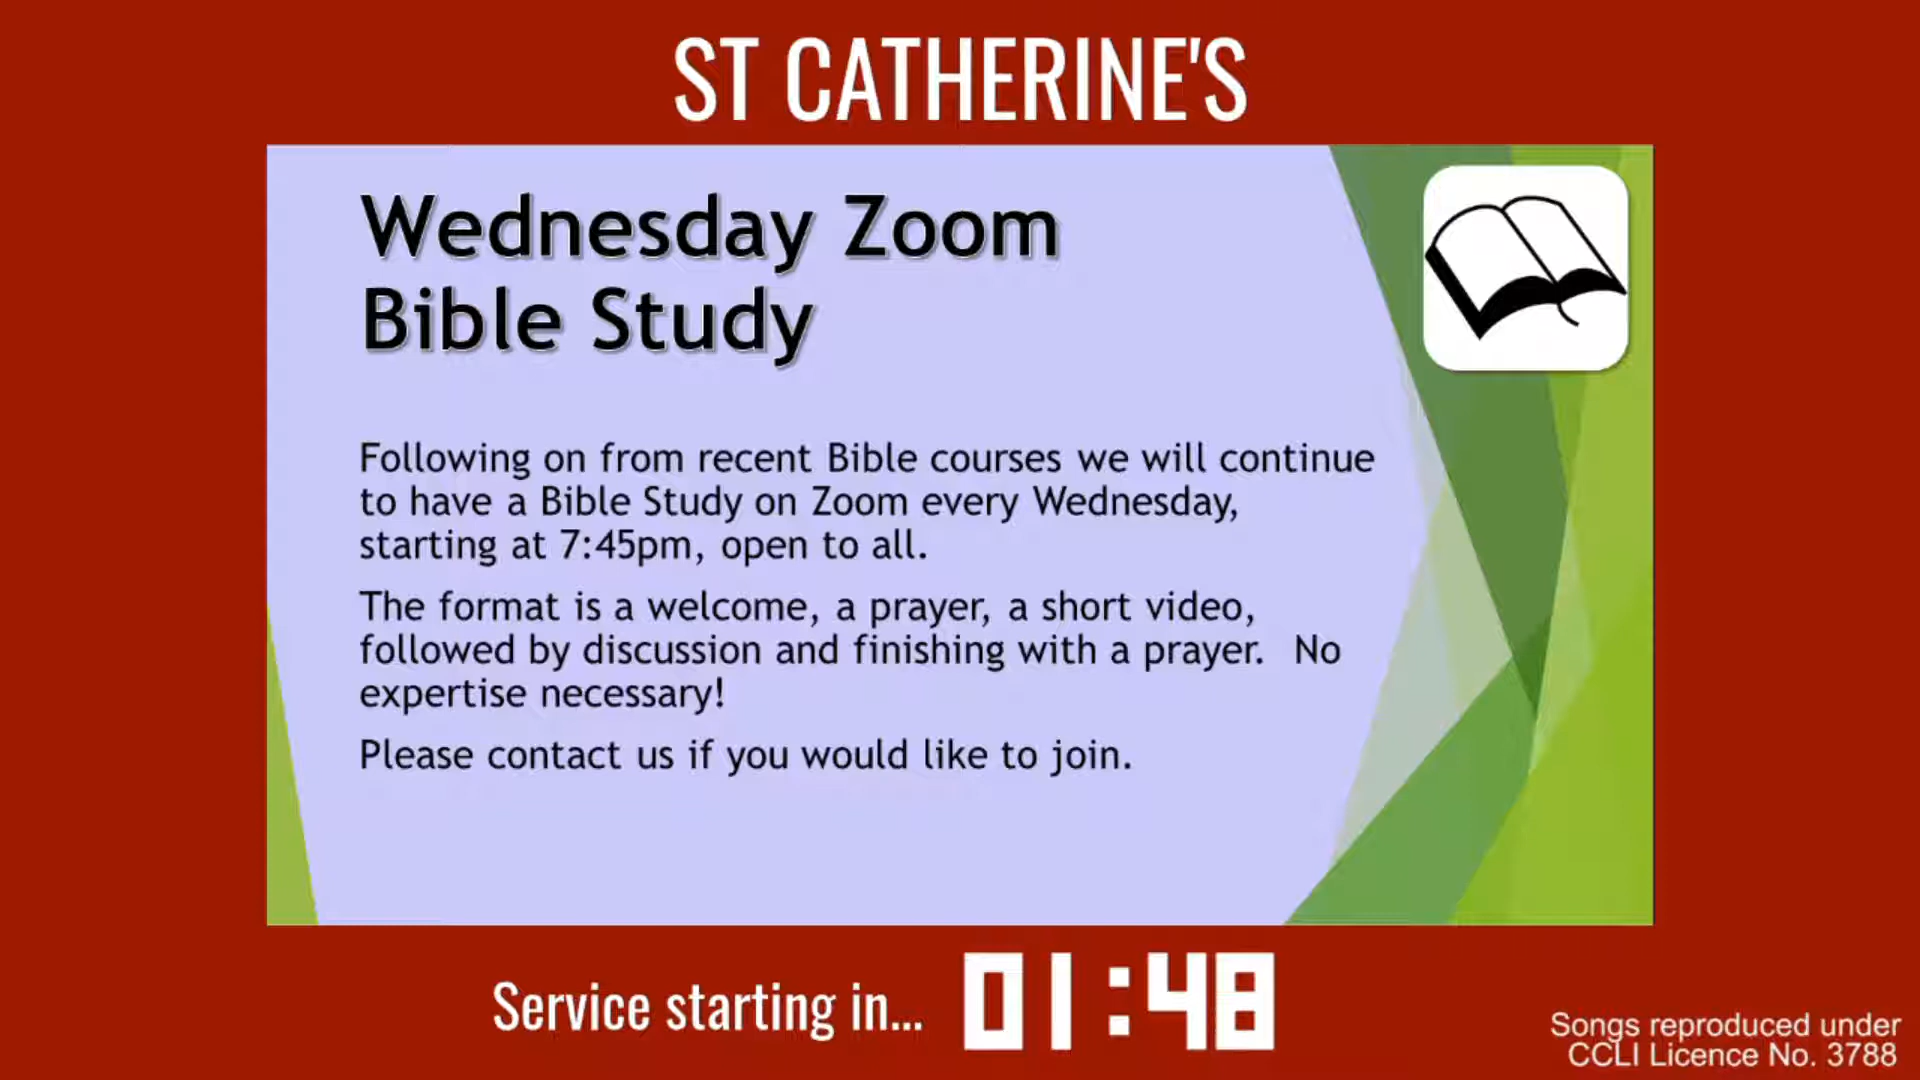 ST CATHERINE'S
Wednesday Zoom
Bible Study
Following on from recent Bible courses we will continue
to have a Bible Study on Zoom every Wednesday,
starting at 7:45pm, open to all.
The format is a welcome, a prayer, a short video,
followed by discussion and finishing with a prayer.  No
expertise necessary!
Please contact us if you would like to join.
Service starting in... 01:48
Songs reproduced under
CCLI Licence No. 3788